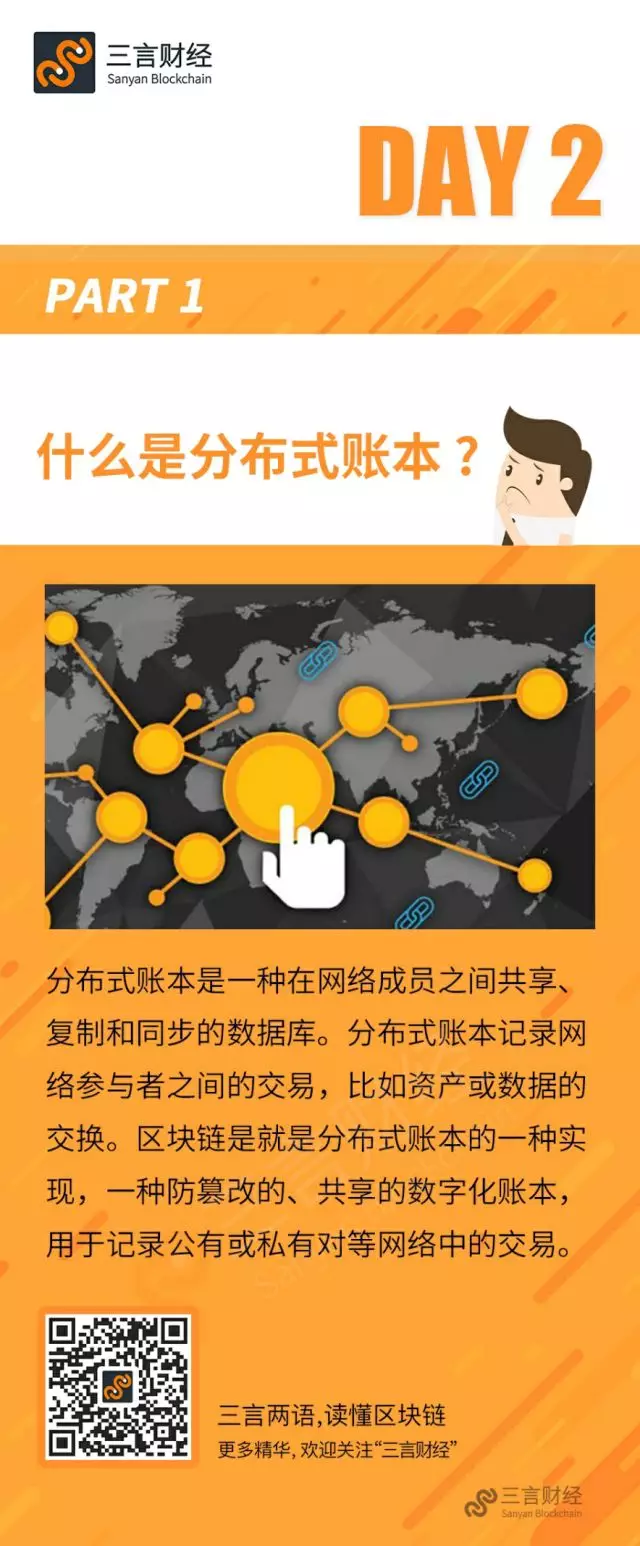 三言财经
Sanyan Blockchain
DAY 2
PART 1
什么是分布式账本？
分布式账本是一种在网络成员之间共享、
复制和同步的数据库。分布式账本记录网
络参与者之间的交易，比如资产或数据的
交换。区块链是就是分布式账本的一种实
现，一种防篡改的、共享的数字化账本，
用于记录公有或私有对等网络中的交易。
三言两语,读懂区块链
更多精华, 欢迎关注“三言财经”
三言财经
Sanyan Blockchain